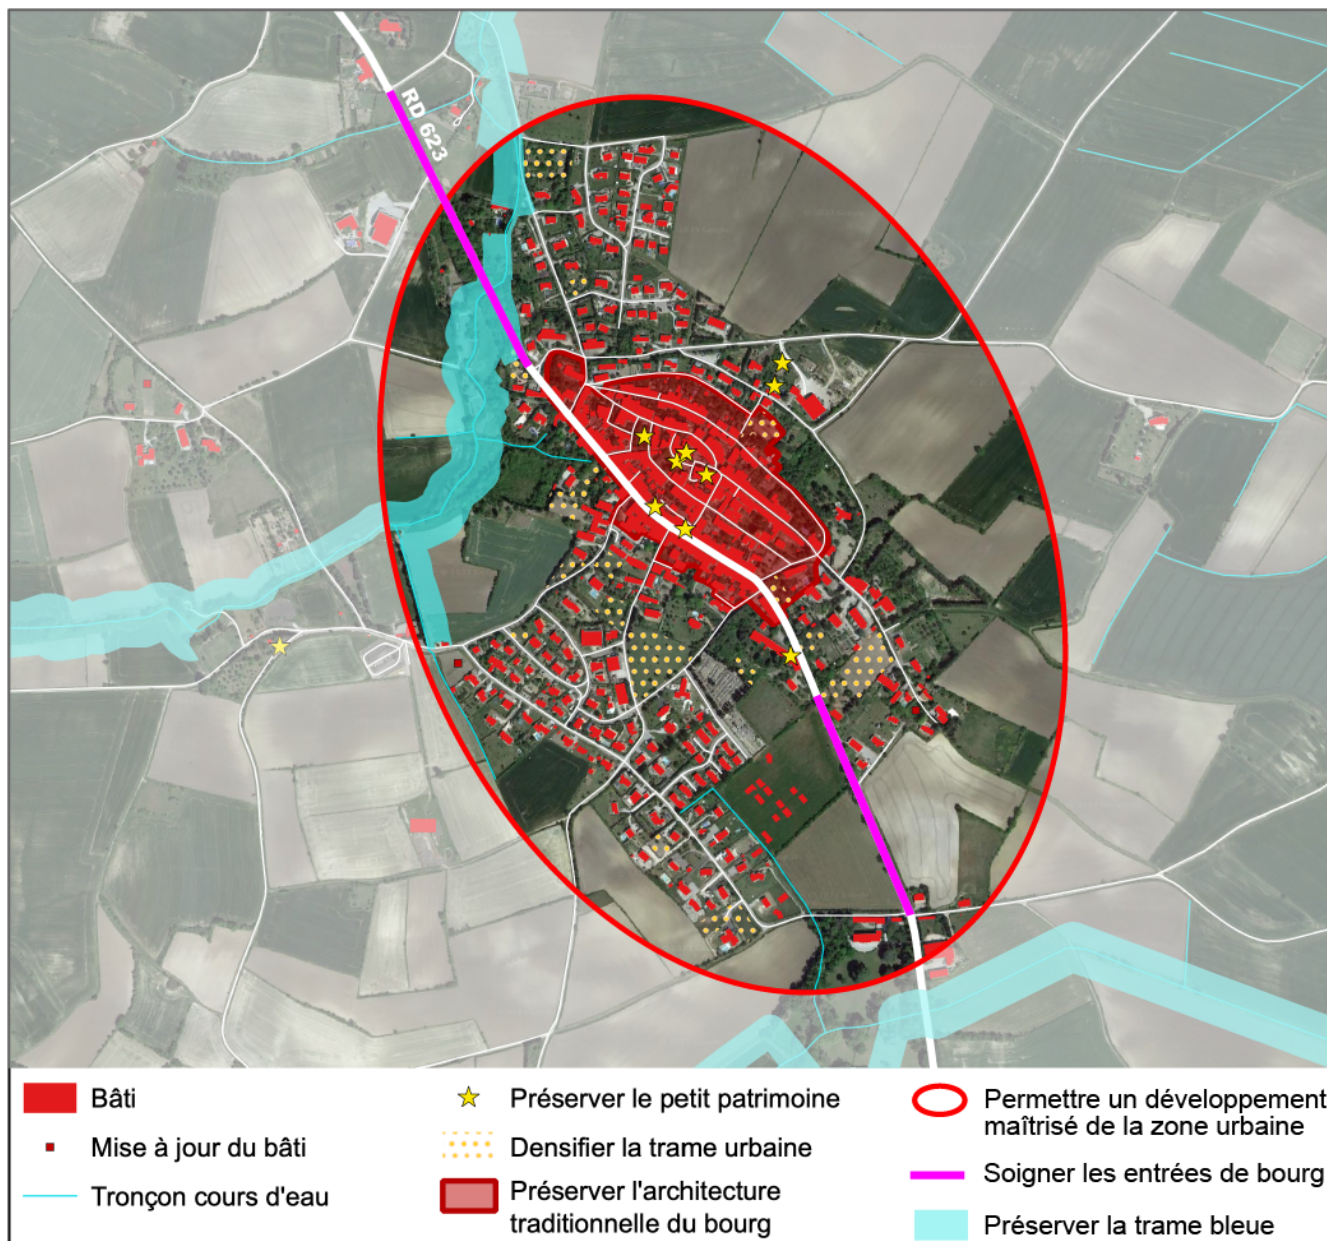 RD 623
Bâti
Mise à jour du bâti
Tronçon cours d'eau
Préserver le petit patrimoine
Densifier la trame urbaine
Préserver l'architecture
traditionnelle du bourg
Permettre un développement
maîtrisé de la zone urbaine
Soigner les entrées de bourg
Préserver la trame bleue